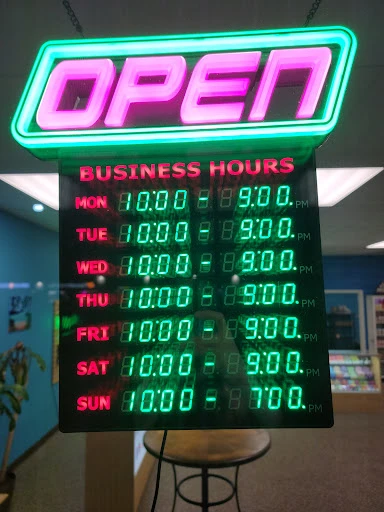 OPEN
BUSINESS HOURS
MON 10:00 - 9:00. PM
TUE 10:00 - 9:00. PM
WED 10:00 - 9:00. PM
THU 10:00 - 9:00. PM
FRI 10:00 - 9:00. PM
SAT 10:00 - 9:00. PM
SUN 10:00 - 7:00. PM